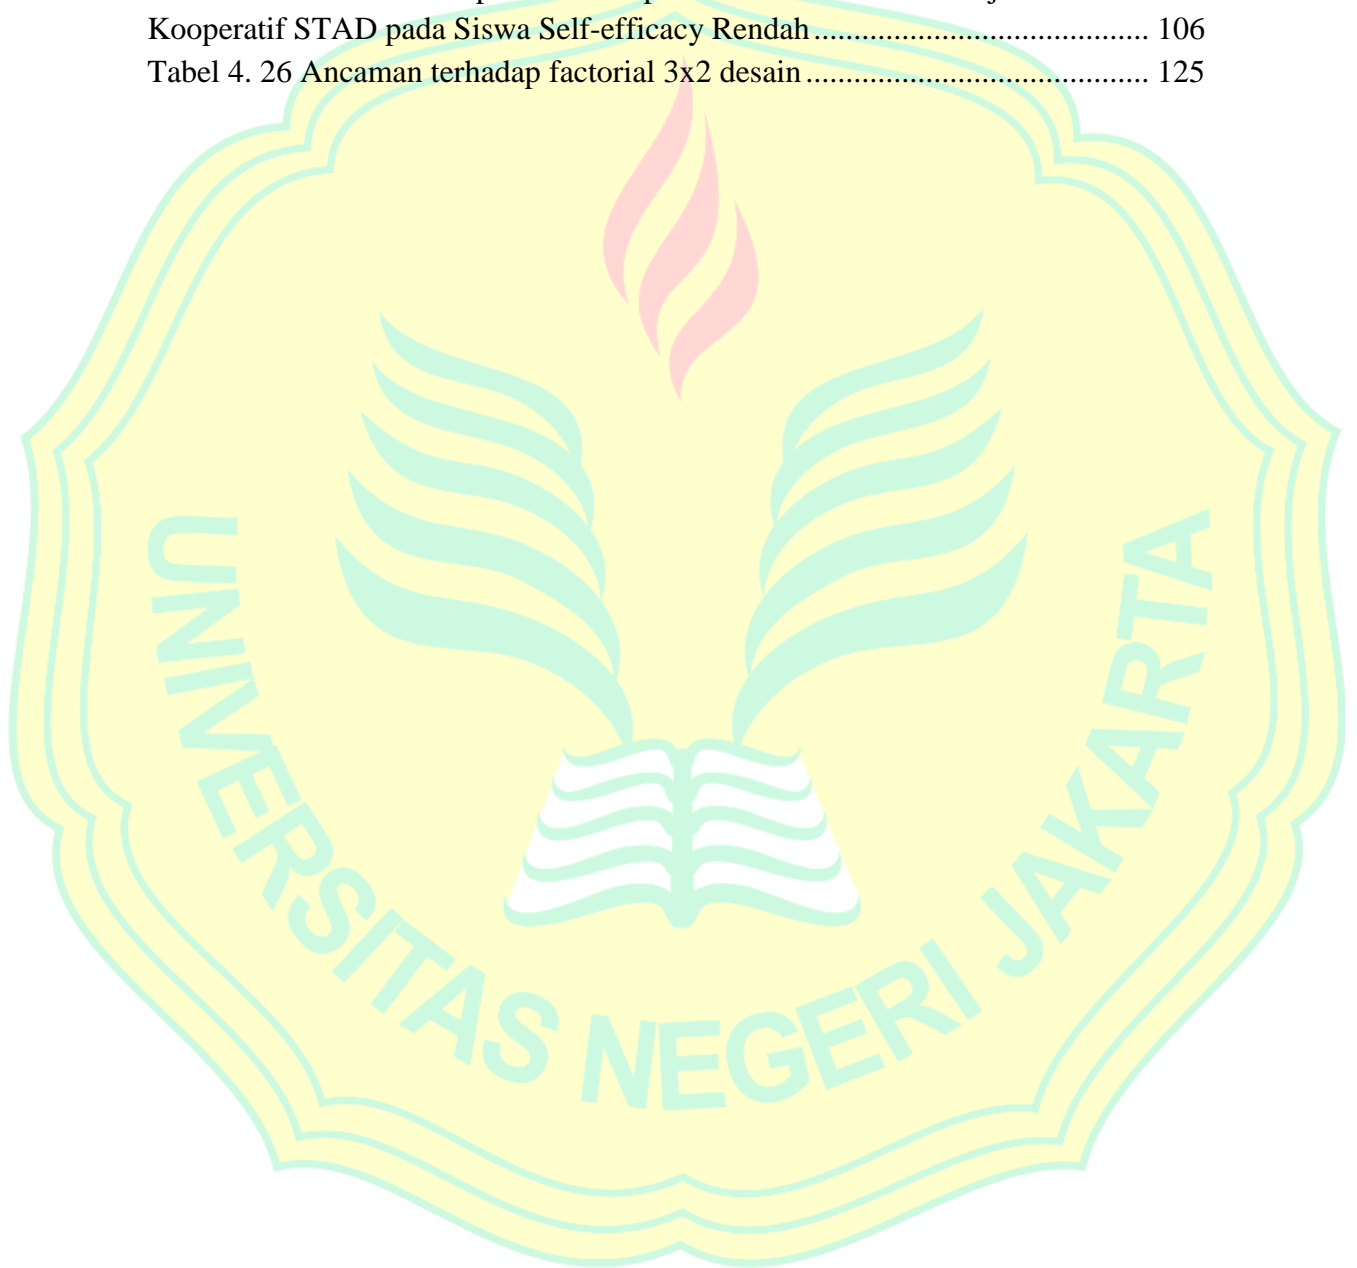 Kooperatif STAD pada Siswa Self-efficacy Rendah .......................................... 106
Tabel 4. 26 Ancaman terhadap factorial 3x2 desain ........................................... 125
UNIVERSITAS NEGERI JAKARTA